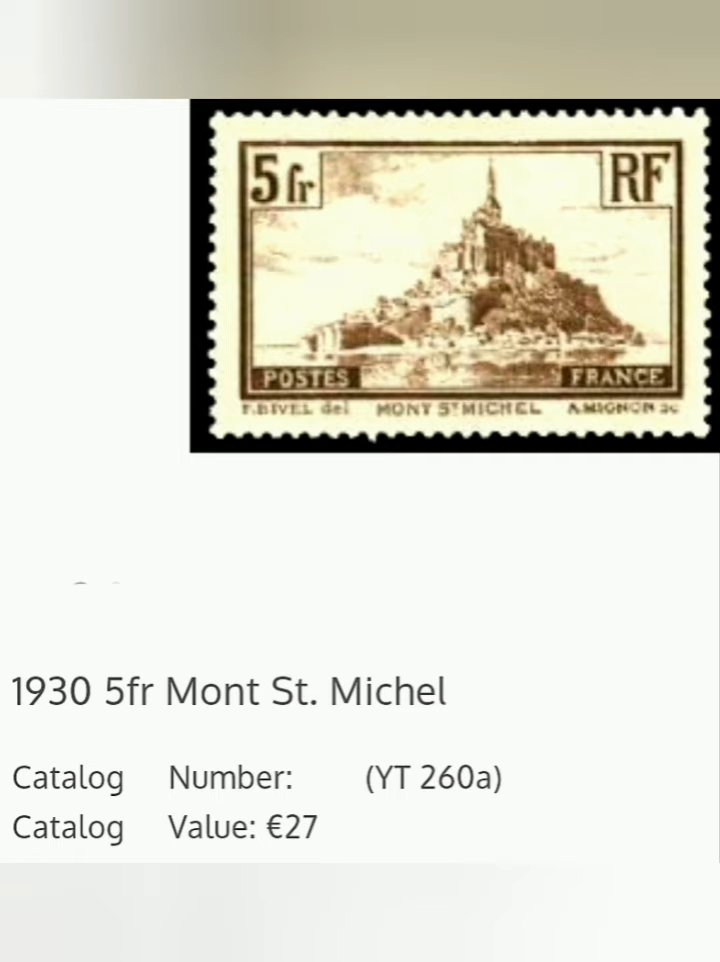 5 fr RF
POSTES FRANCE
F. BIVEL del MONT ST MICHEL A. MIGNON sc
1930 5fr Mont St. Michel
Catalog Number: (YT 260a)
Catalog Value: €27